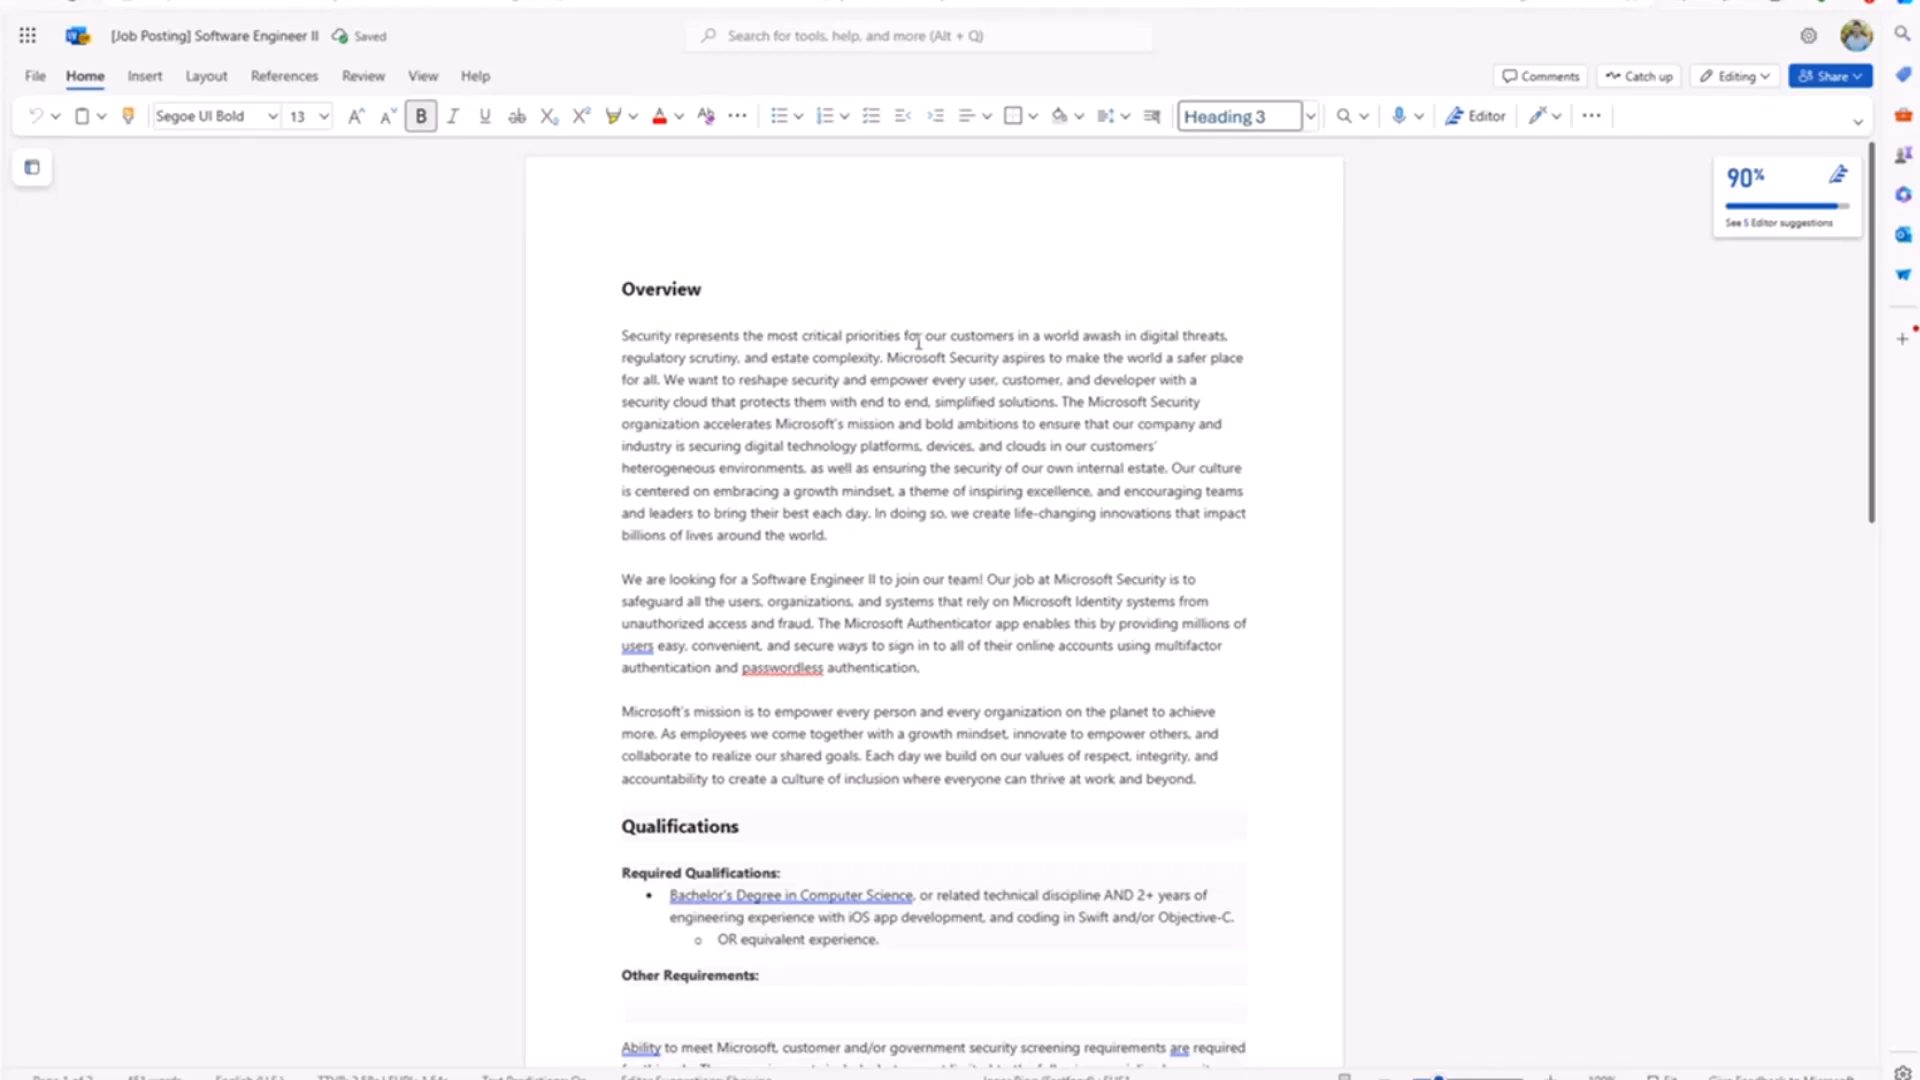 [Job Posting] Software Engineer II Saved
Search for tools, help, and more (Alt + Q)
File Home Insert Layout References Review View Help
Comments Catch up Editing Share
Segoe UI Bold 13 Heading 3 Editor
90%
See 5 Editor suggestions
Overview
Security represents the most critical priorities for our customers in a world awash in digital threats,
regulatory scrutiny, and estate complexity. Microsoft Security aspires to make the world a safer place
for all. We want to reshape security and empower every user, customer, and developer with a
security cloud that protects them with end to end, simplified solutions. The Microsoft Security
organization accelerates Microsoft's mission and bold ambitions to ensure that our company and
industry is securing digital technology platforms, devices, and clouds in our customers'
heterogeneous environments, as well as ensuring the security of our own internal estate. Our culture
is centered on embracing a growth mindset, a theme of inspiring excellence, and encouraging teams
and leaders to bring their best each day. In doing so, we create life-changing innovations that impact
billions of lives around the world.
We are looking for a Software Engineer II to join our team! Our job at Microsoft Security is to
safeguard all the users, organizations, and systems that rely on Microsoft Identity systems from
unauthorized access and fraud. The Microsoft Authenticator app enables this by providing millions of
users easy, convenient, and secure ways to sign in to all of their online accounts using multifactor
authentication and passwordless authentication.
Microsoft's mission is to empower every person and every organization on the planet to achieve
more. As employees we come together with a growth mindset, innovate to empower others, and
collaborate to realize our shared goals. Each day we build on our values of respect, integrity, and
accountability to create a culture of inclusion where everyone can thrive at work and beyond.
Qualifications
Required Qualifications:
• Bachelor's Degree in Computer Science, or related technical discipline AND 2+ years of
engineering experience with iOS app development, and coding in Swift and/or Objective-C.
o OR equivalent experience.
Other Requirements:
Ability to meet Microsoft, customer and/or government security screening requirements are required